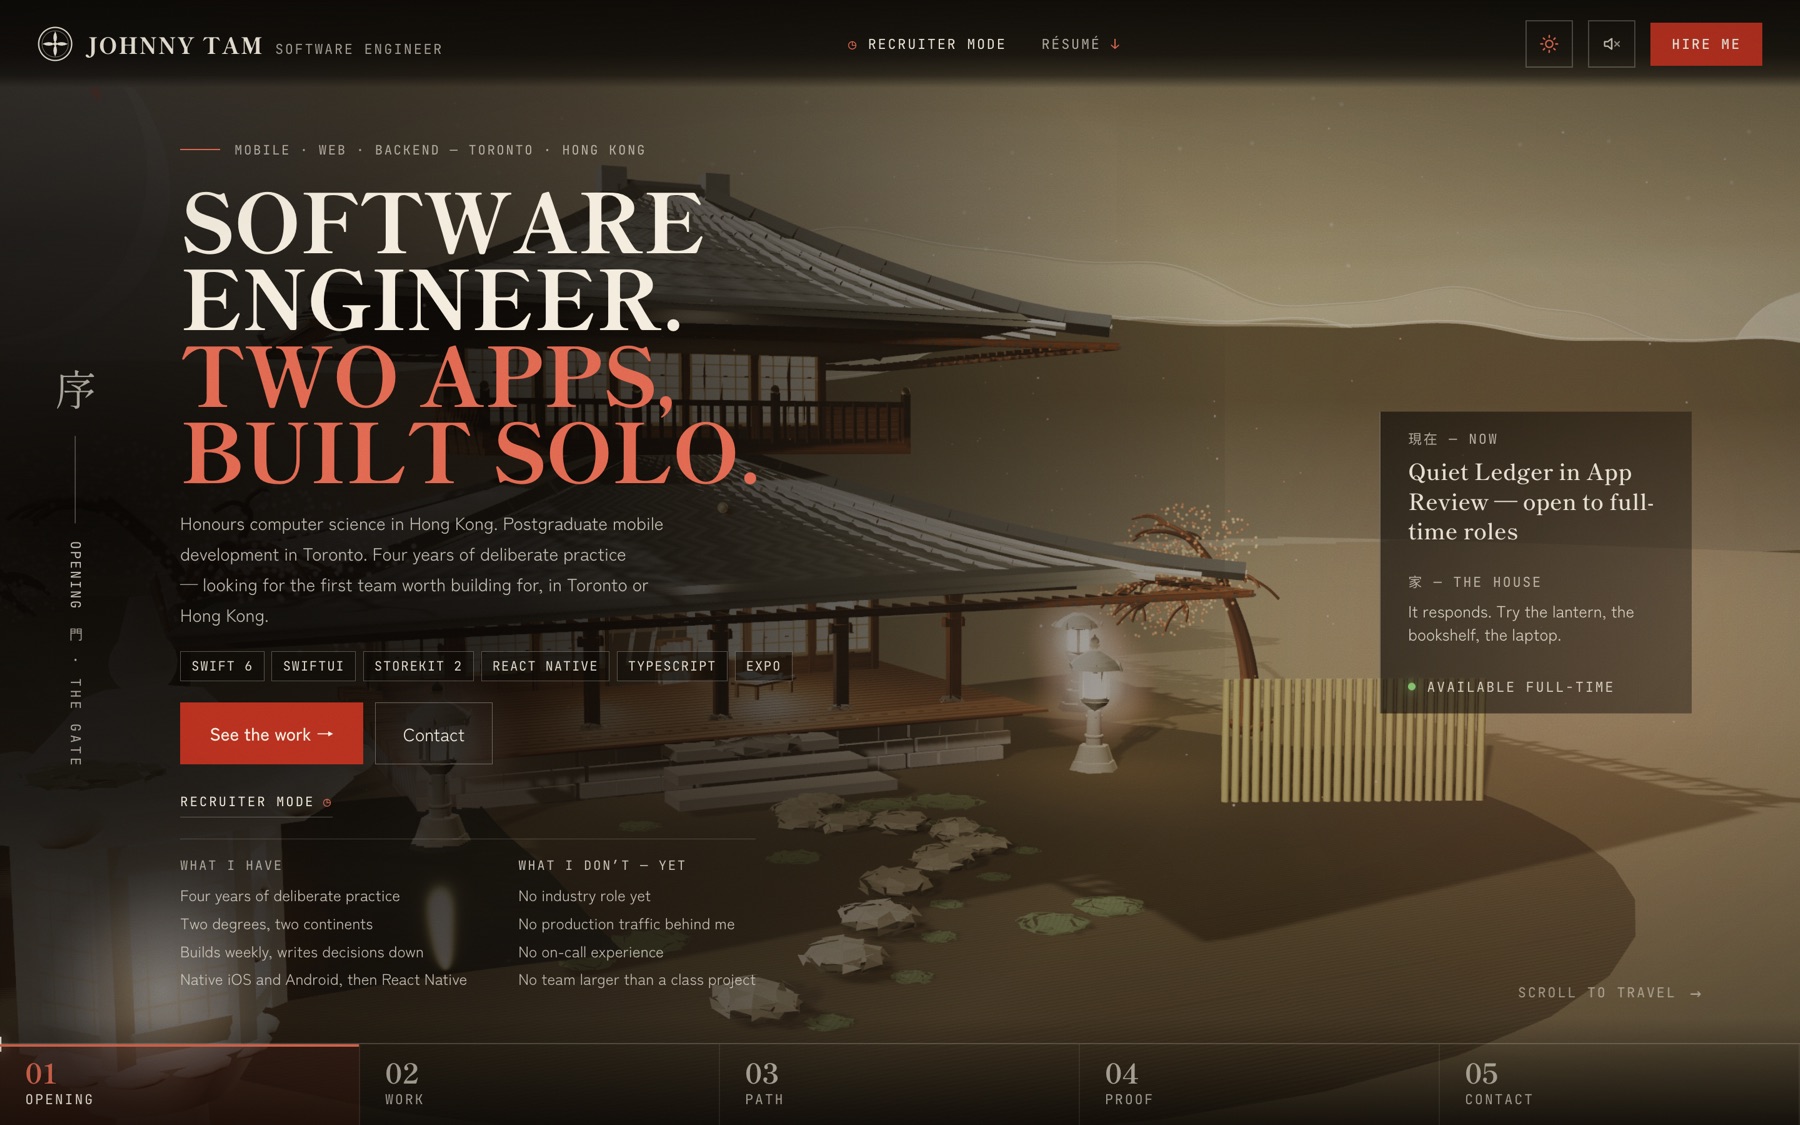 JOHNNY TAM SOFTWARE ENGINEER
RECRUITER MODE
RÉSUMÉ ↓
HIRE ME
MOBILE · WEB · BACKEND — TORONTO · HONG KONG
SOFTWARE
ENGINEER.
TWO APPS,
BUILT SOLO.
Honours computer science in Hong Kong. Postgraduate mobile
development in Toronto. Four years of deliberate practice
— looking for the first team worth building for, in Toronto or
Hong Kong.
SWIFT 6
SWIFTUI
STOREKIT 2
REACT NATIVE
TYPESCRIPT
EXPO
See the work →
Contact
RECRUITER MODE
WHAT I HAVE
Four years of deliberate practice
Two degrees, two continents
Builds weekly, writes decisions down
Native iOS and Android, then React Native
WHAT I DON’T — YET
No industry role yet
No production traffic behind me
No on-call experience
No team larger than a class project
序
OPENING 門 · THE GATE
現在 — NOW
Quiet Ledger in App
Review — open to full-
time roles
家 — THE HOUSE
It responds. Try the lantern, the
bookshelf, the laptop.
AVAILABLE FULL-TIME
SCROLL TO TRAVEL →
01
OPENING
02
WORK
03
PATH
04
PROOF
05
CONTACT